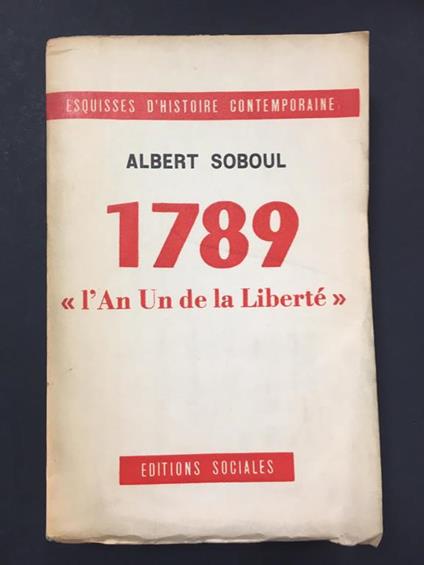 ESQUISSES D'HISTOIRE CONTEMPORAINE
ALBERT SOBOUL
1789
« l'An Un de la Liberté »
EDITIONS SOCIALES